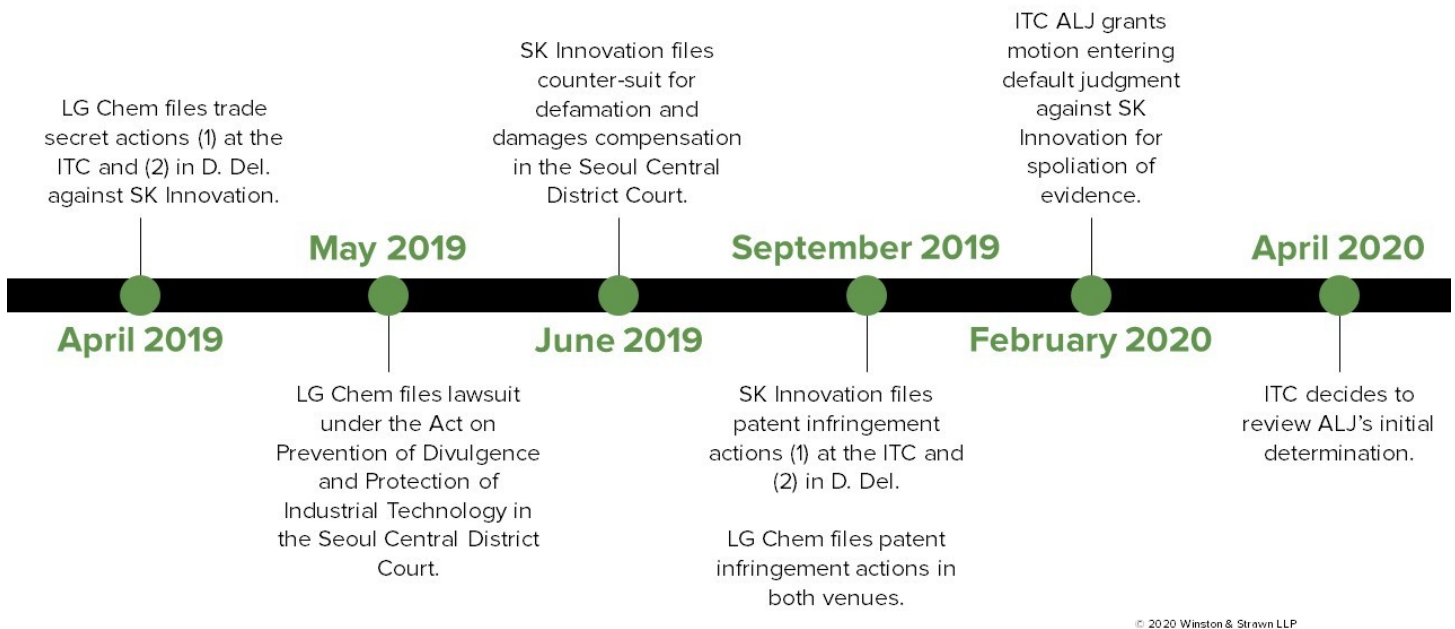 LG Chem files trade
secret actions (1) at the
ITC and (2) in D. Del.
against SK Innovation.
April 2019
May 2019
LG Chem files lawsuit
under the Act on
Prevention of Divulgence
and Protection of
Industrial Technology in
the Seoul Central District
Court.
SK Innovation files
counter-suit for
defamation and
damages compensation
in the Seoul Central
District Court.
June 2019
September 2019
SK Innovation files
patent infringement
actions (1) at the ITC and
(2) in D. Del.
LG Chem files patent
infringement actions in
both venues.
ITC ALJ grants
motion entering
default judgment
against SK
Innovation for
spoliation of
evidence.
February 2020
April 2020
ITC decides to
review ALJ's initial
determination.
© 2020 Winston & Strawn LLP